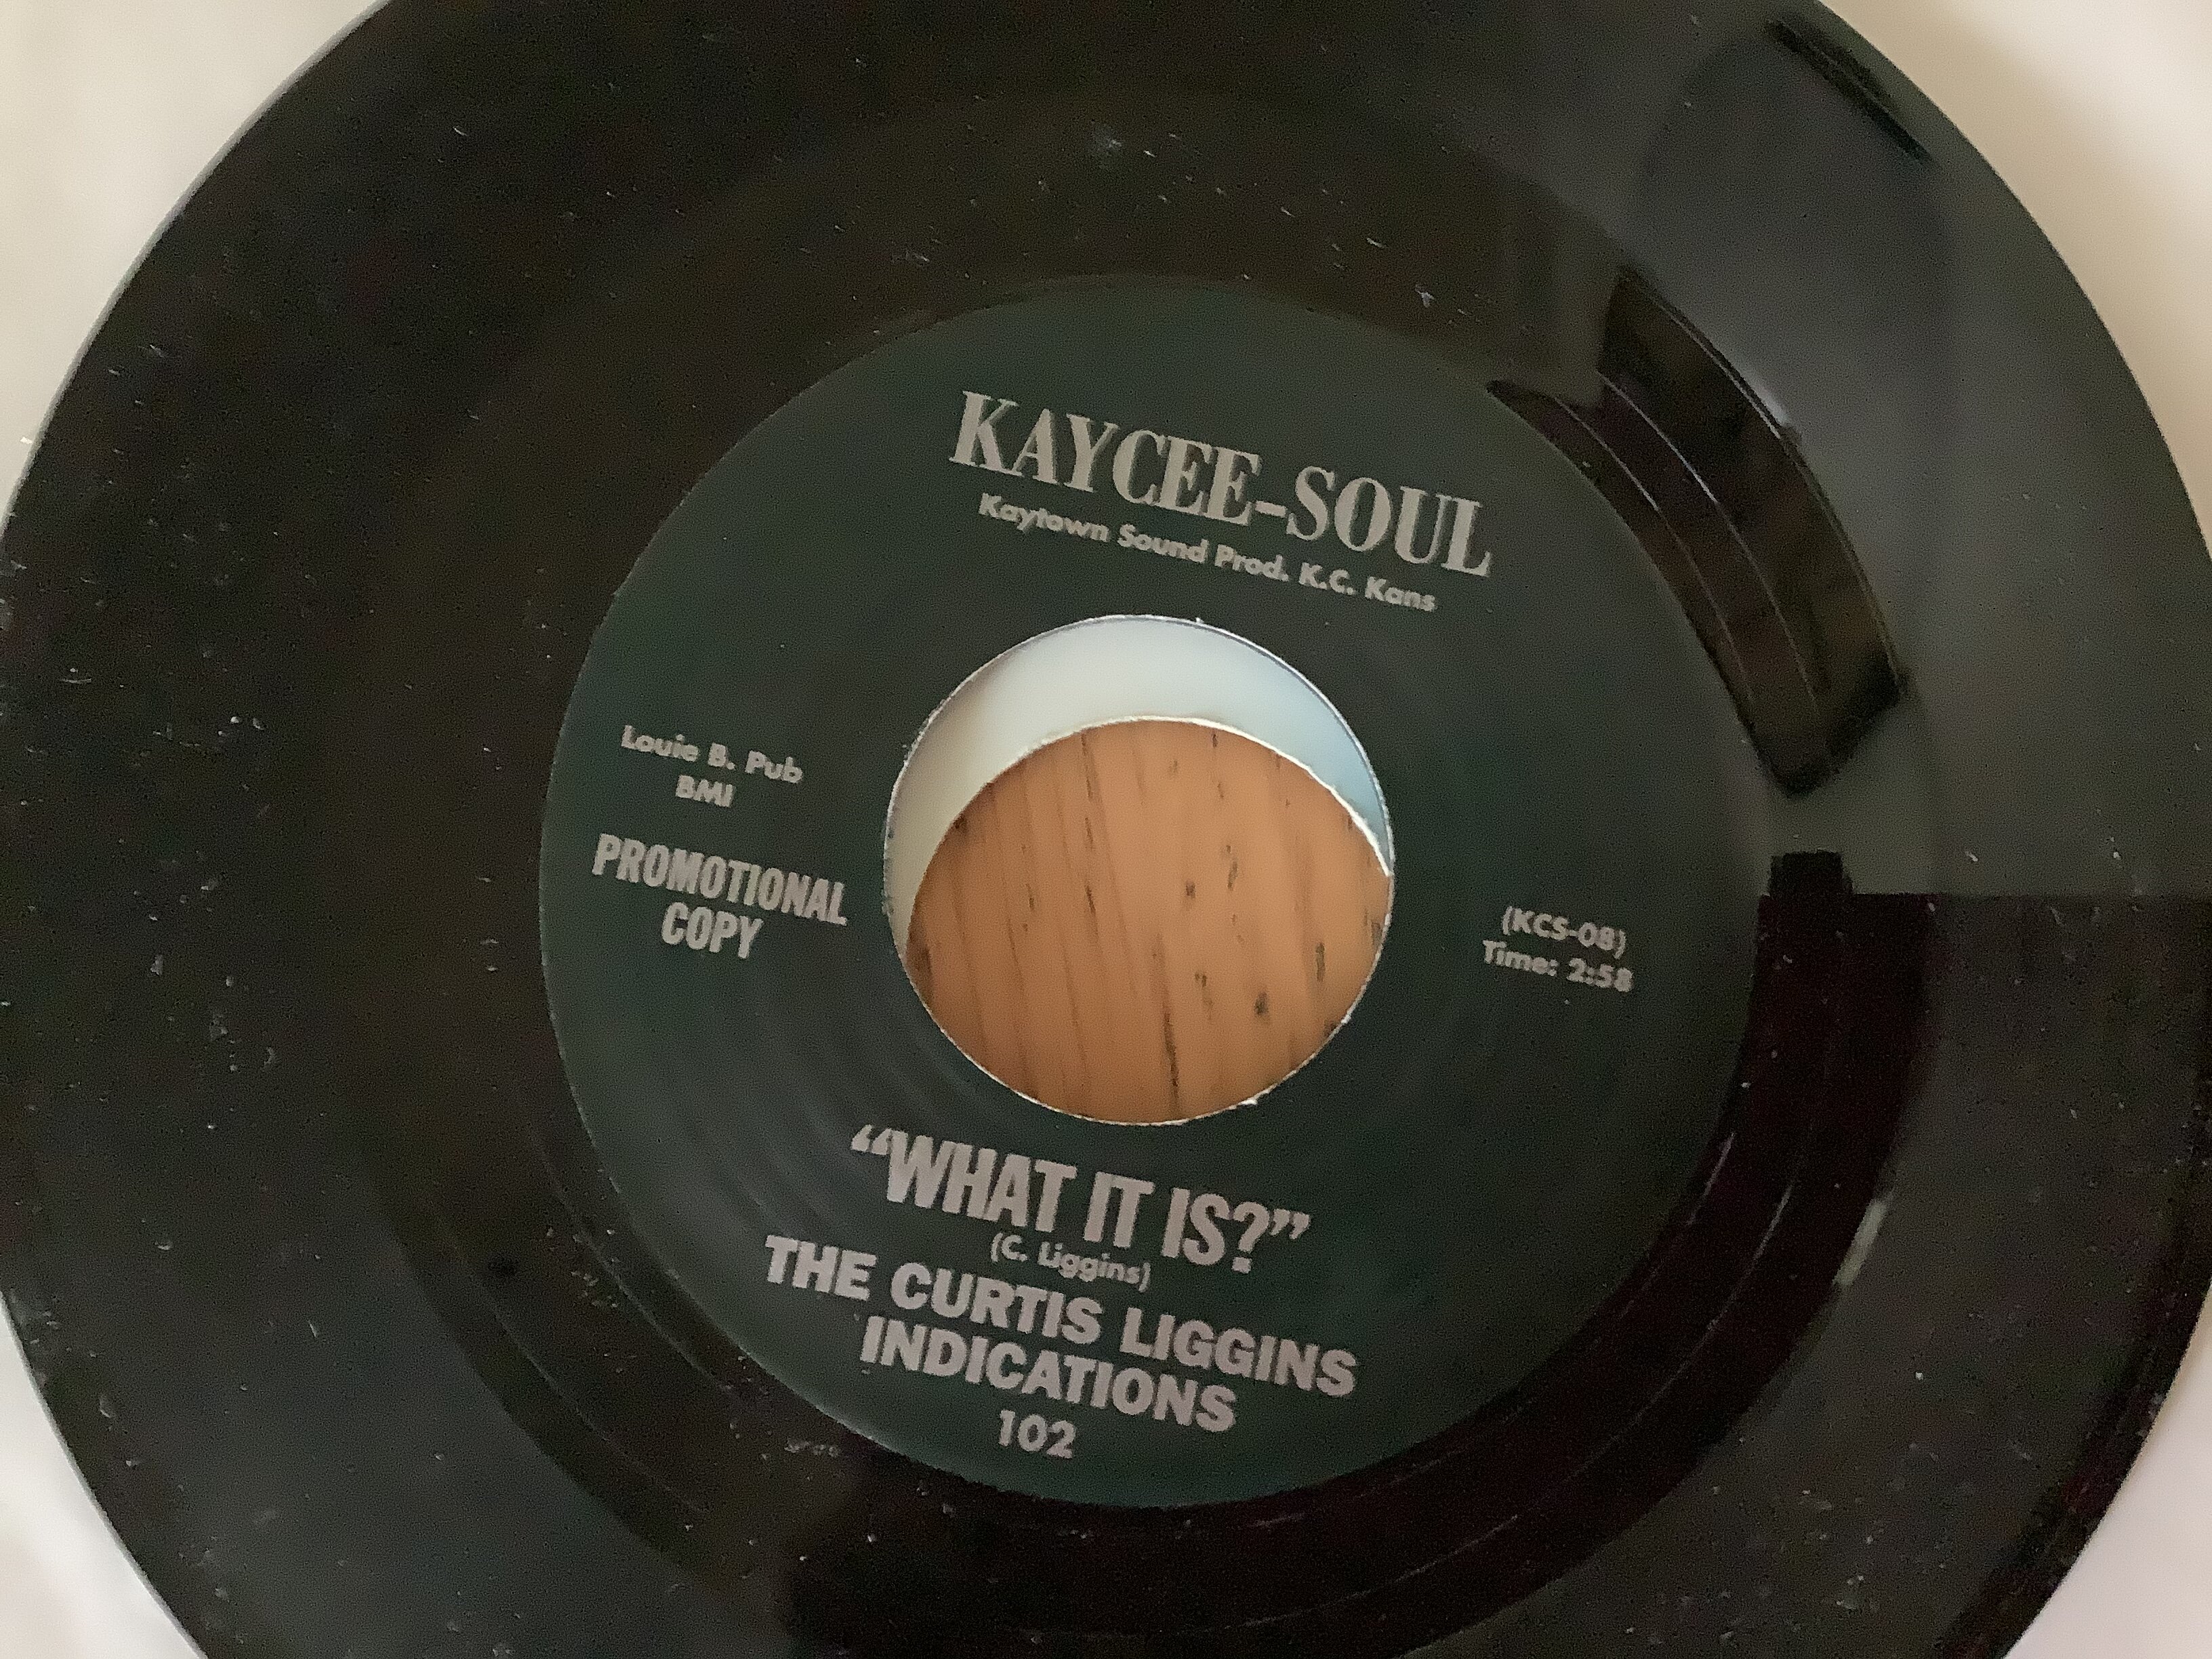 KAYCEE-SOUL
Kaytown Sound Prod. K.C. Kans
Louie B. Pub
BMI
PROMOTIONAL
COPY
(KCS-08)
Time: 2:58
“WHAT IT IS?”
(C. Liggins)
THE CURTIS LIGGINS
INDICATIONS
102